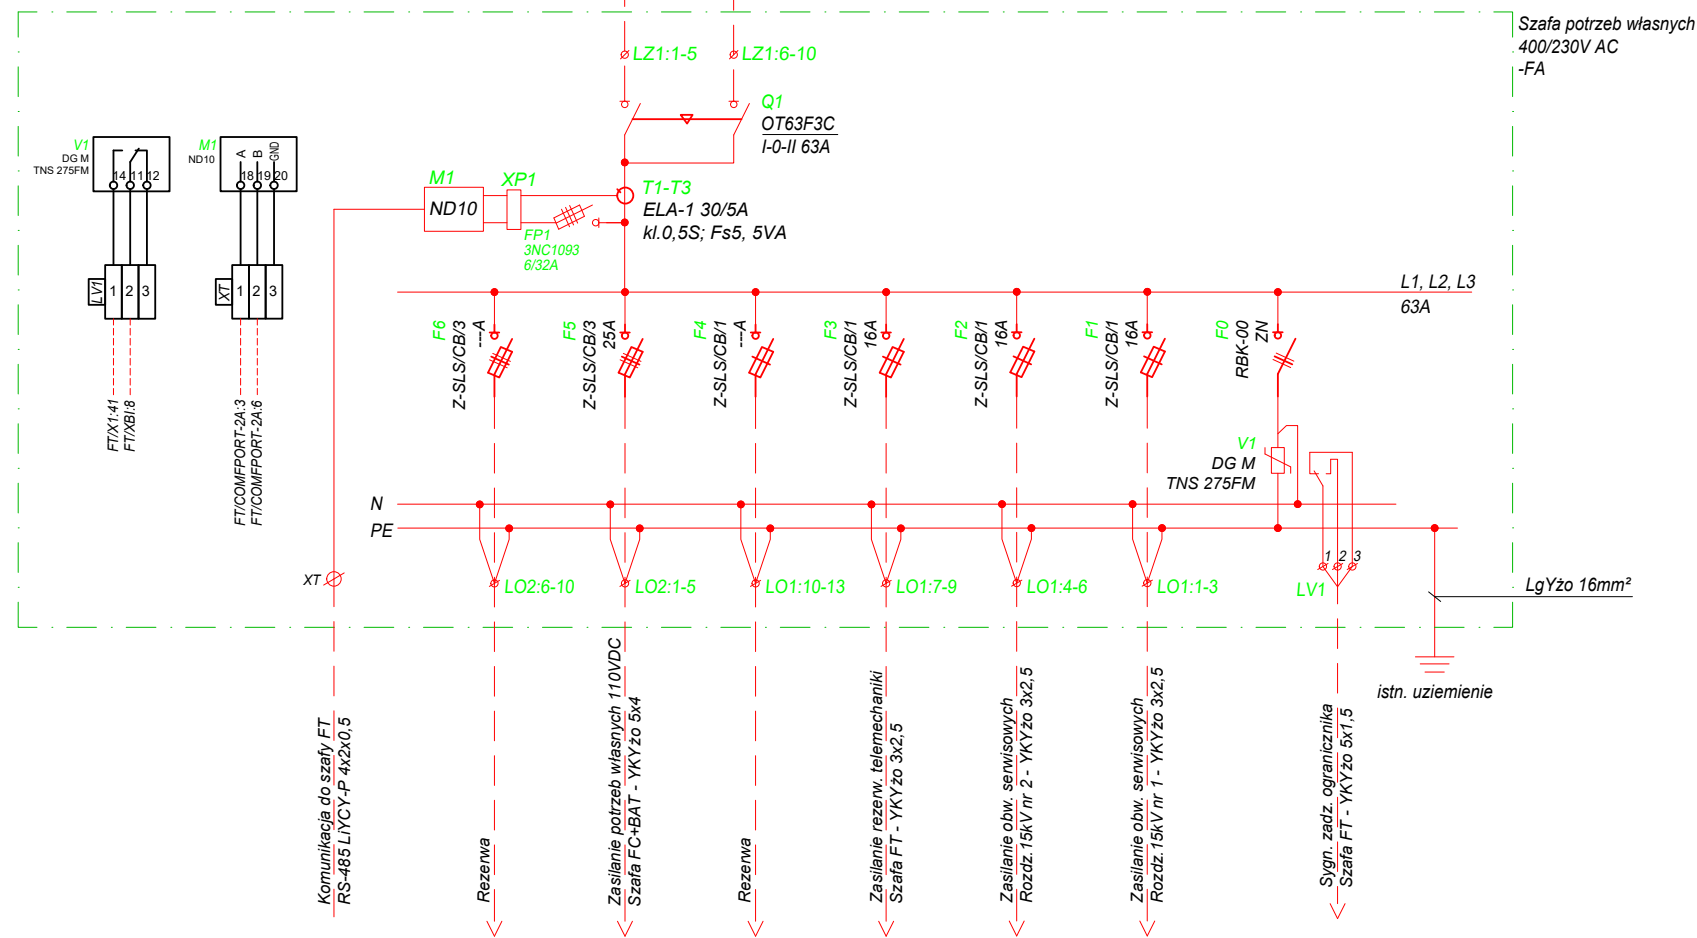 Szafa potrzeb własnych
400/230V AC
-FA
LZ1:1-5
LZ1:6-10
Q1
OT63F3C
I-0-II 63A
V1
DG M
TNS 275FM
14 11 12
LV1
1 2 3
FT/X1:41
FT/XBI:8
M1
ND10
A B GND
18 19 20
XT
1 2 3
FT/COMFPORT-2A:3
FT/COMFPORT-2A:6
M1
ND10
XP1
FP1
3NC1093
6/32A
T1-T3
ELA-1 30/5A
kl.0,5S; Fs5, 5VA
L1, L2, L3
63A
F6
Z-SLS/CB/3
---A
F5
Z-SLS/CB/3
25A
F4
Z-SLS/CB/1
---A
F3
Z-SLS/CB/1
16A
F2
Z-SLS/CB/1
16A
F1
Z-SLS/CB/1
16A
F0
RBK-00
ZN
V1
DG M
TNS 275FM
N
PE
XT
LO2:6-10
LO2:1-5
LO1:10-13
LO1:7-9
LO1:4-6
LO1:1-3
1 2 3
LV1
LgYżo 16mm²
istn. uziemienie
Komunikacja do szafy FT
RS-485 LiYCY-P 4x2x0,5
Rezerwa
Zasilanie potrzeb własnych 110VDC
Szafa FC+BAT - YKYżo 5x4
Rezerwa
Zasilanie rezerw. telemechaniki
Szafa FT - YKYżo 3x2,5
Zasilanie obw. serwisowych
Rozdz.15kV nr 2 - YKYżo 3x2,5
Zasilanie obw. serwisowych
Rozdz.15kV nr 1 - YKYżo 3x2,5
Sygn. zadz. ogranicznika
Szafa FT - YKYżo 5x1,5